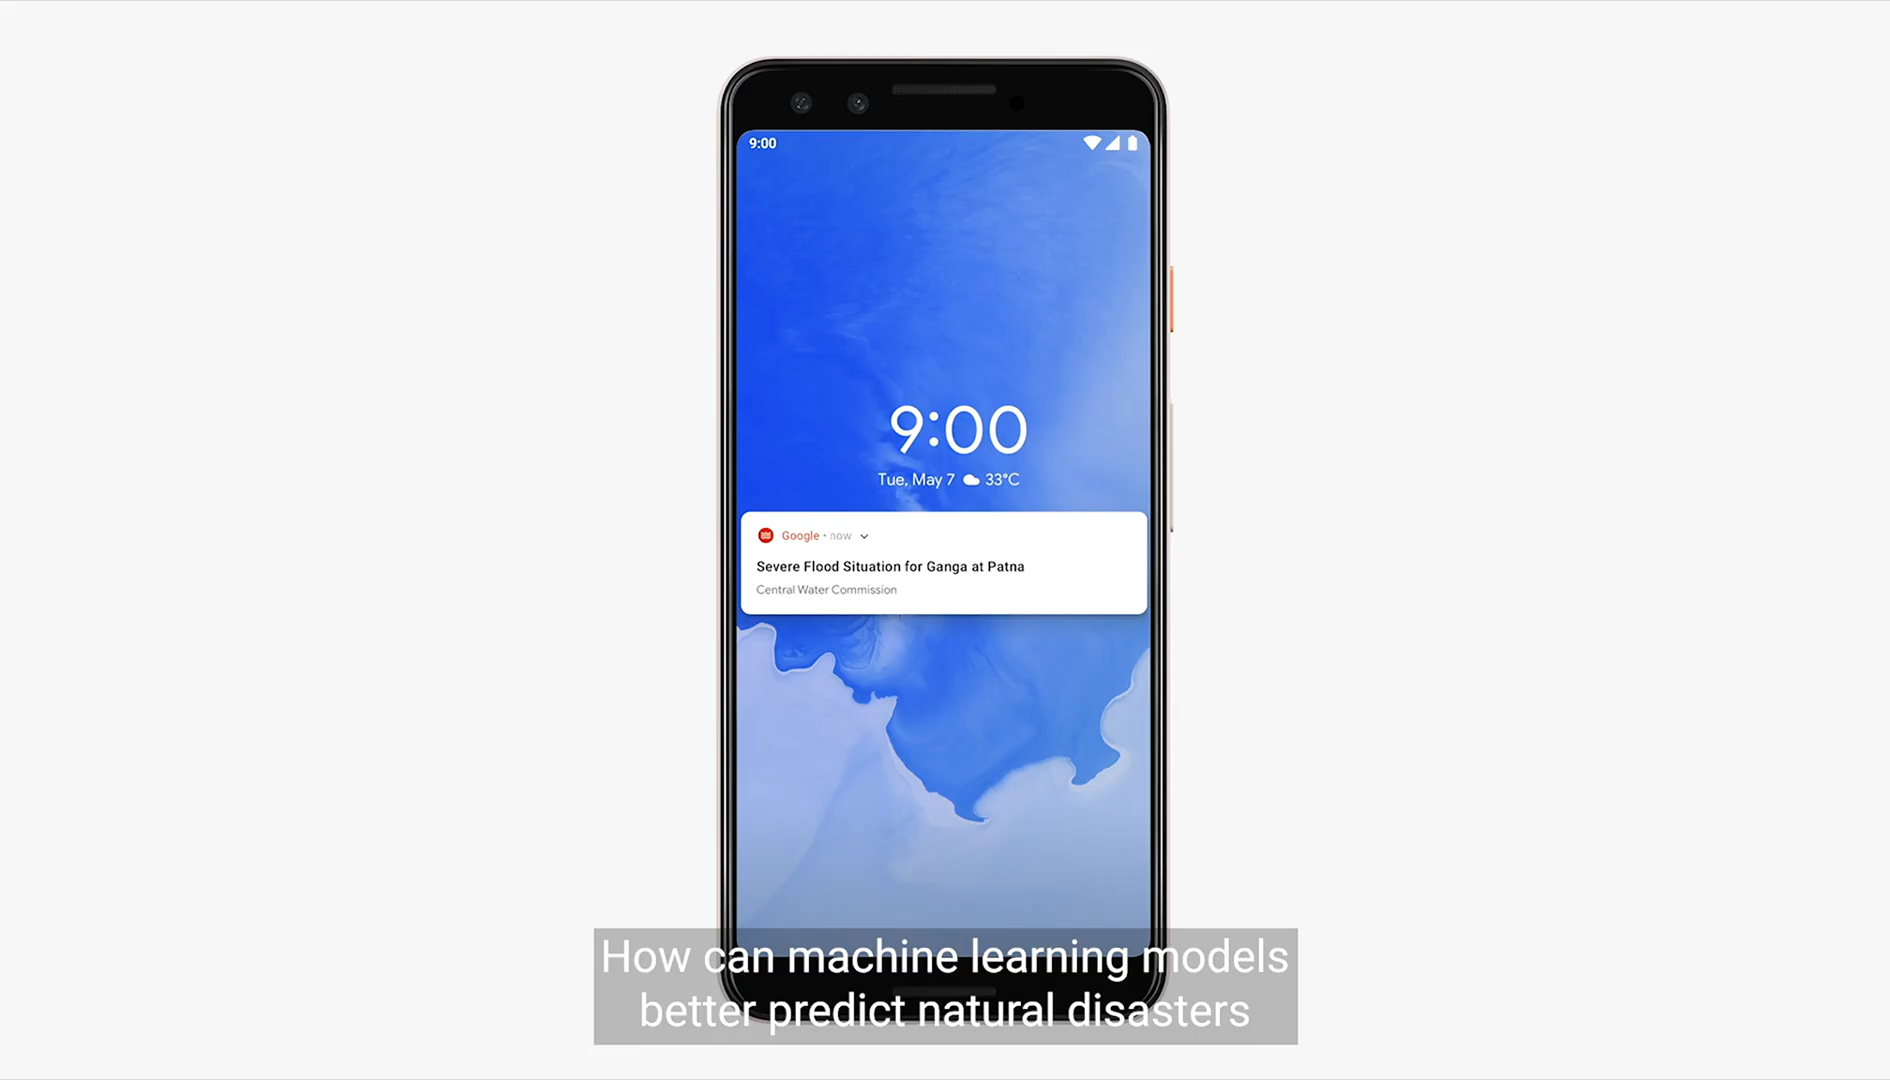 9:00
9:00
Tue, May 7 33°C
Google • now
Severe Flood Situation for Ganga at Patna
Central Water Commission
How can machine learning models
better predict natural disasters